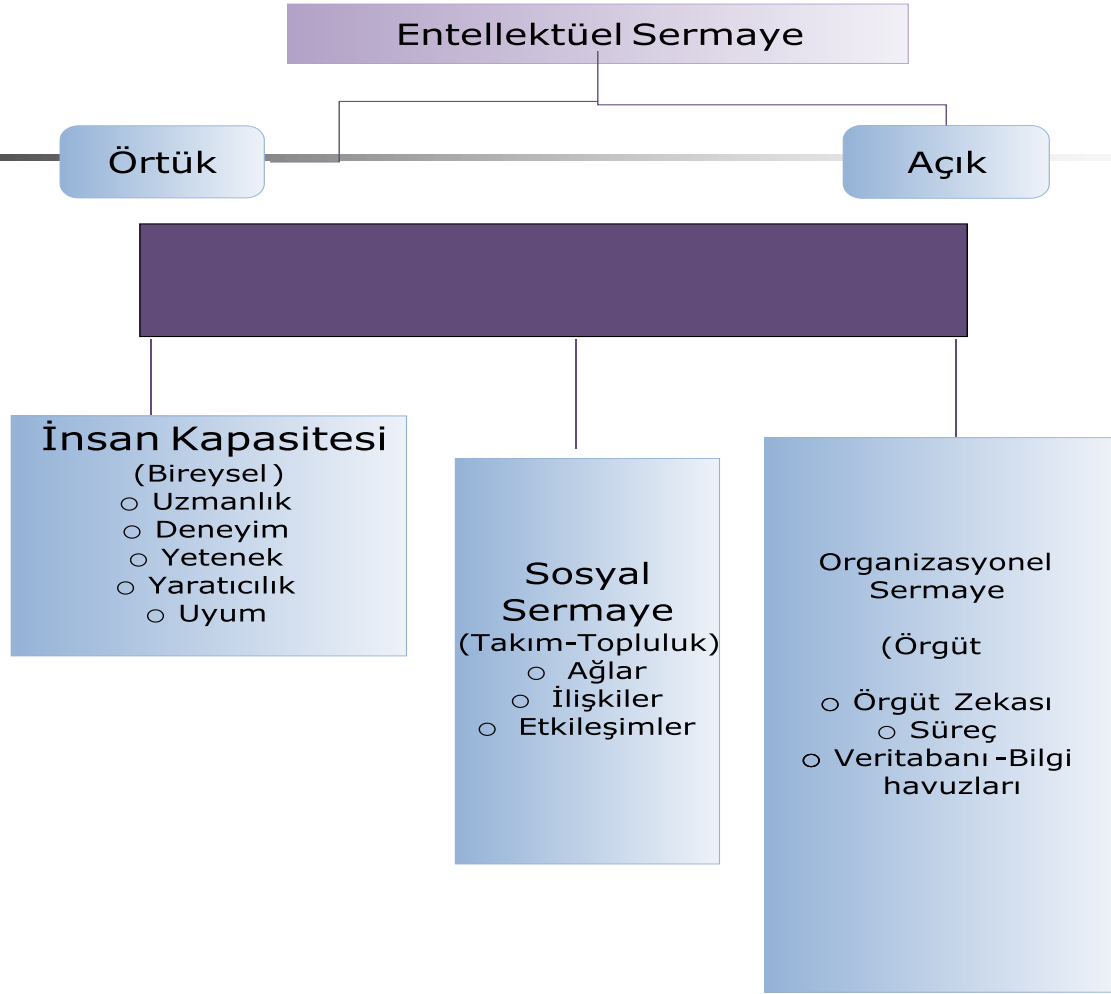 Entellektüel Sermaye
Örtük
Açık
İnsan Kapasitesi
(Bireysel)
o Uzmanlık
o Deneyim
o Yetenek
o Yaratıcılık
o Uyum
Sosyal
Sermaye
(Takım-Topluluk)
o Ağlar
o İlişkiler
o Etkileşimler
Organizasyonel
Sermaye
(Örgüt
o Örgüt Zekası
o Süreç
o Veritabanı-Bilgi
havuzları